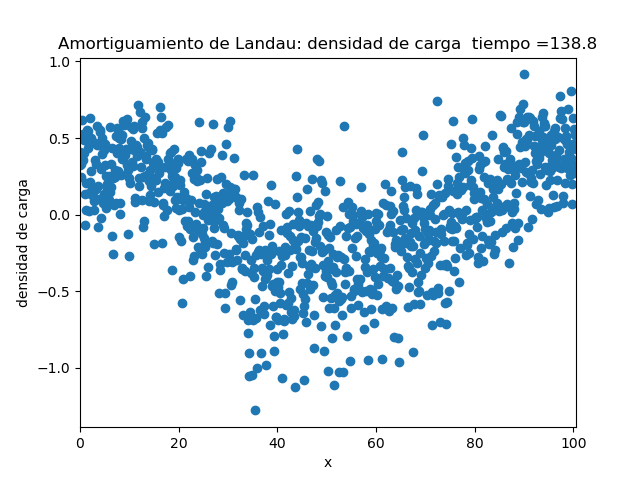 Amortiguamiento de Landau: densidad de carga  tiempo =138.8
1.0
0.5
0.0
−0.5
−1.0
densidad de carga
0 20 40 60 80 100
x